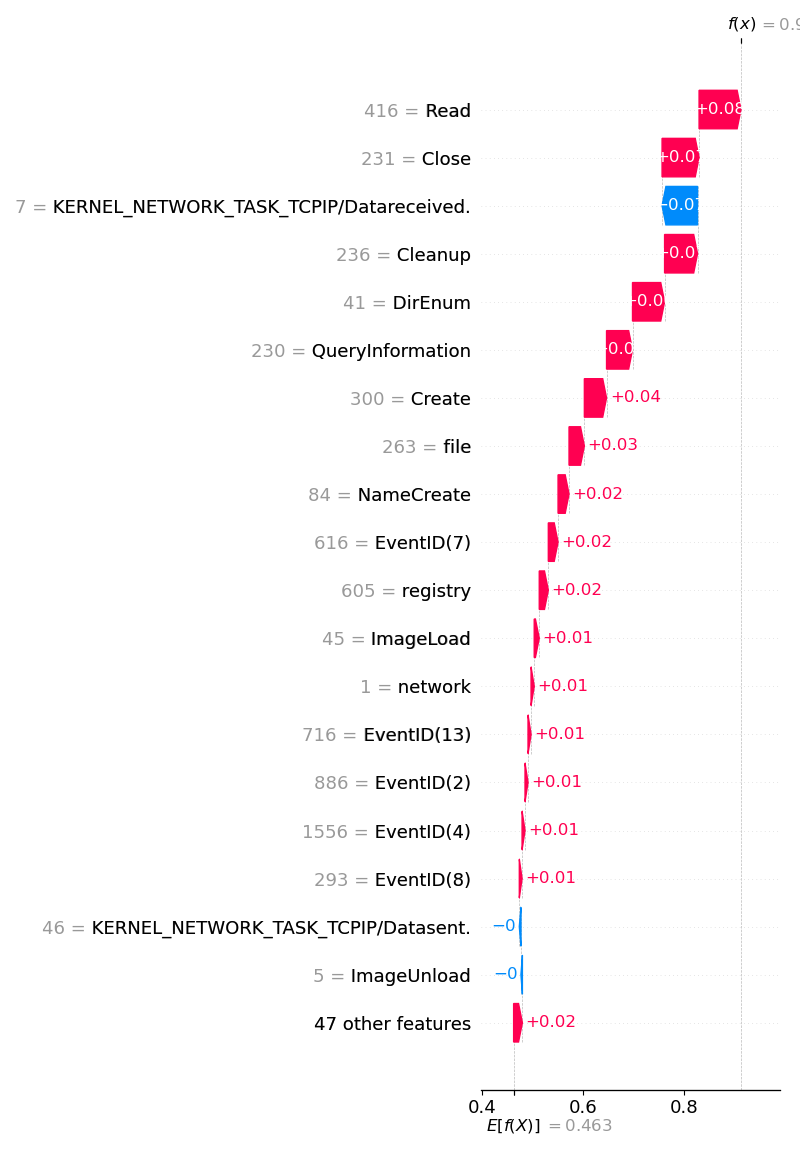 f(x) = 0.9
416 = Read
+0.08
231 = Close
+0.07
7 = KERNEL_NETWORK_TASK_TCPIP/Datareceived.
−0.07
236 = Cleanup
0.0
41 = DirEnum
0.0
230 = QueryInformation
0.0
300 = Create
+0.04
263 = file
+0.03
84 = NameCreate
+0.02
616 = EventID(7)
+0.02
605 = registry
+0.02
45 = ImageLoad
+0.01
1 = network
+0.01
716 = EventID(13)
+0.01
886 = EventID(2)
+0.01
1556 = EventID(4)
+0.01
293 = EventID(8)
+0.01
46 = KERNEL_NETWORK_TASK_TCPIP/Datasent.
−0
5 = ImageUnload
−0
47 other features
+0.02
0.4 0.6 0.8
E[f(X)] = 0.463